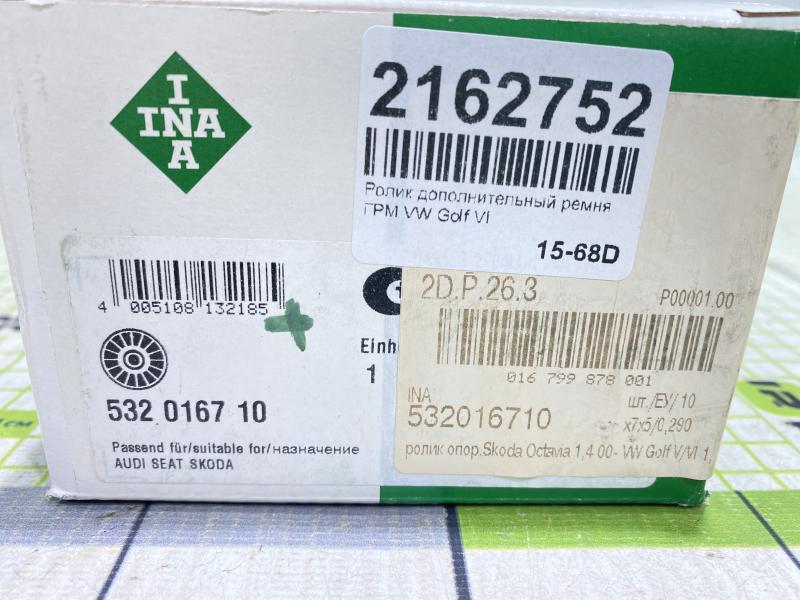 I
INA
A
2162752
Ролик дополнительный ремня
ГРМ VW Golf VI
15-68D
4 005108 132185
532 0167 10
Passend für/suitable for/назначение
AUDI SEAT SKODA
1
2D.P.26.3
P00001.00
016 799 878 001
INA
532016710
шт./ЕУ/ 10
x7x5/0,290
ролик опор.Skoda Octavia 1,4 00- VW Golf V/VI 1,
CM